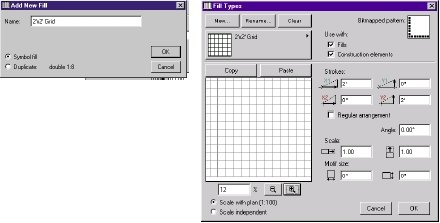 Add New Fill
Name: 2'x2' Grid
Symbol fill
Duplicate: double 1:8
OK
Cancel
Fill Types
New... Rename... Clear
2'x2' Grid
Bitmapped pattern:
Use with:
Fills
Construction elements
Copy Paste
Strokes:
2' 0"
0" 2'
Regular arrangement
Angle: 0.00°
Scale:
1.00 1.00
Motif size:
0" 0"
12 %
Scale with plan (1:100)
Scale independent
Cancel OK